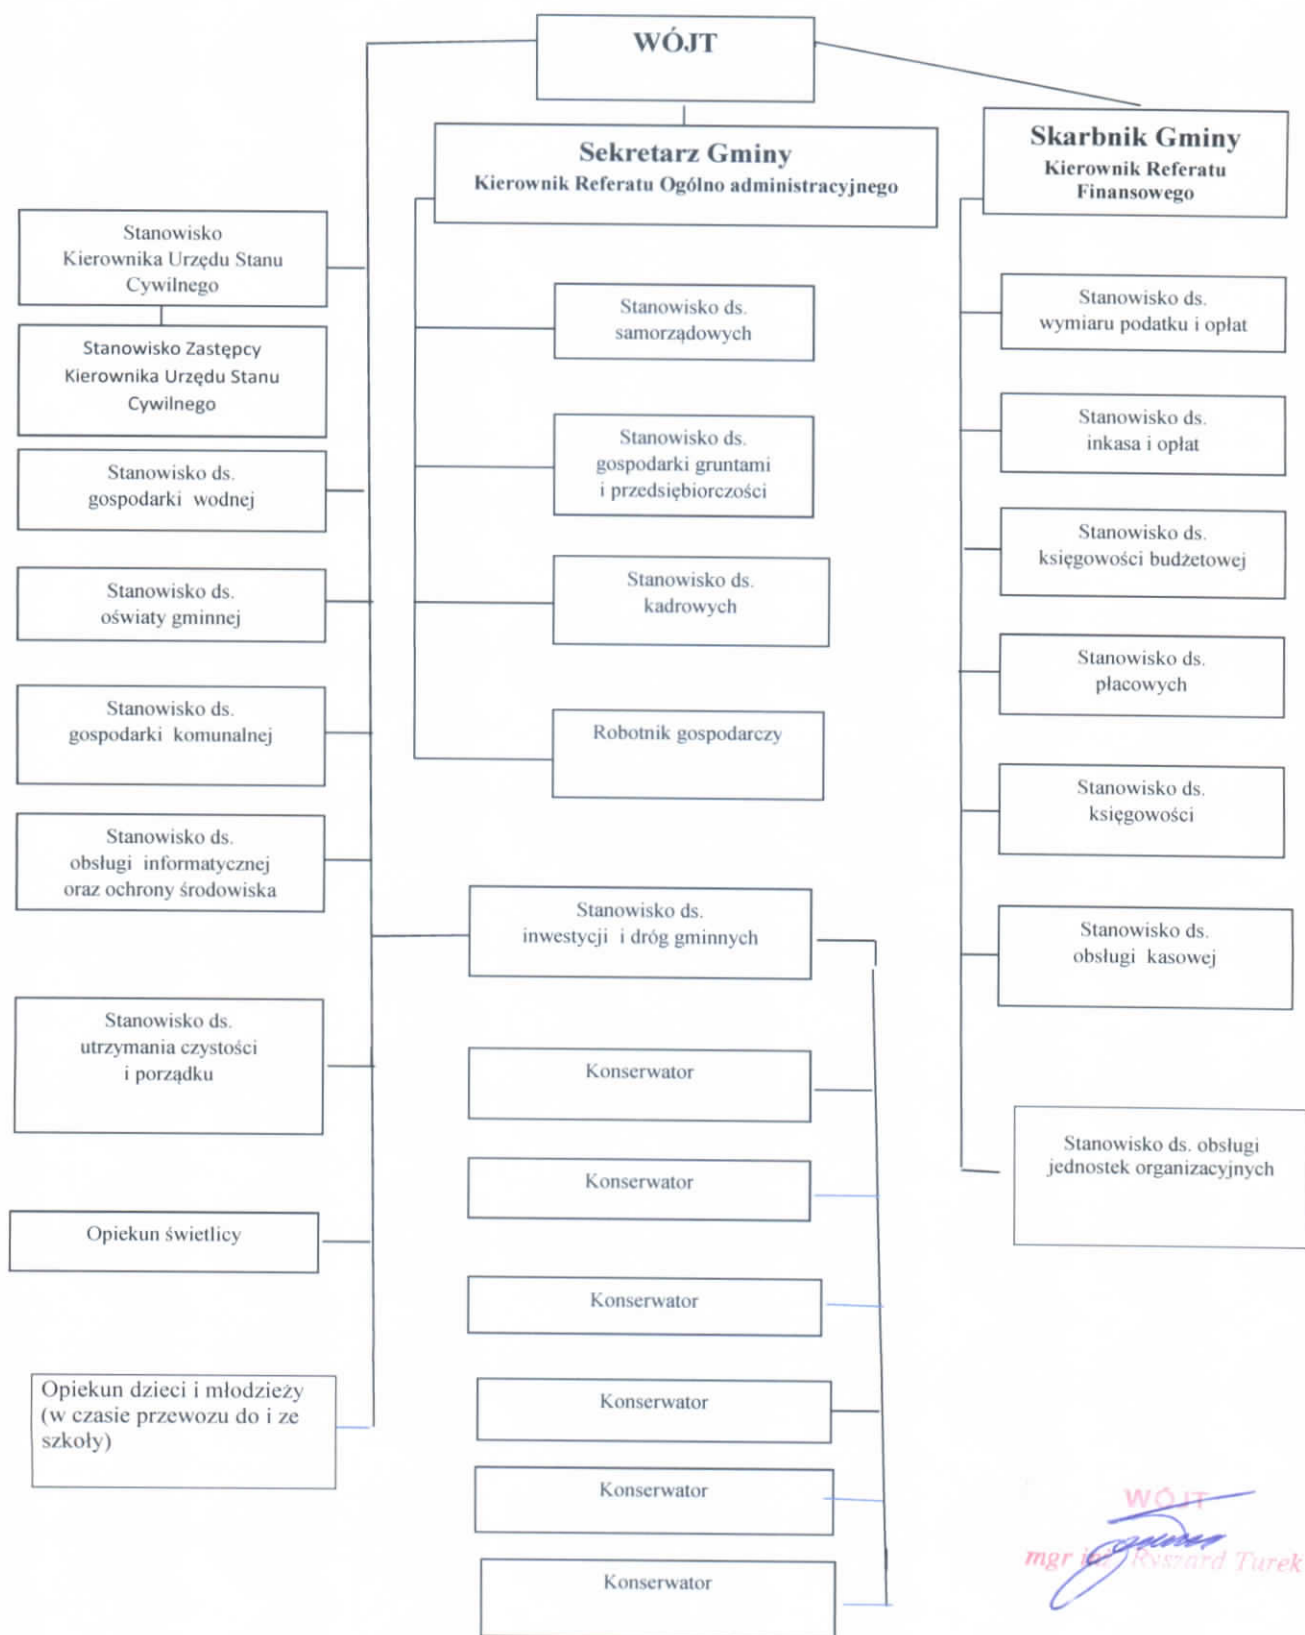 WÓJT
Sekretarz Gminy
Kierownik Referatu Ogólno administracyjnego
Skarbnik Gminy
Kierownik Referatu
Finansowego
Stanowisko
Kierownika Urzędu Stanu
Cywilnego
Stanowisko Zastępcy
Kierownika Urzędu Stanu
Cywilnego
Stanowisko ds.
gospodarki wodnej
Stanowisko ds.
oświaty gminnej
Stanowisko ds.
gospodarki komunalnej
Stanowisko ds.
obsługi informatycznej
oraz ochrony środowiska
Stanowisko ds.
utrzymania czystości
i porządku
Opiekun świetlicy
Opiekun dzieci i młodzieży
(w czasie przewozu do i ze
szkoły)
Stanowisko ds.
samorządowych
Stanowisko ds.
gospodarki gruntami
i przedsiębiorczości
Stanowisko ds.
kadrowych
Robotnik gospodarczy
Stanowisko ds.
inwestycji i dróg gminnych
Konserwator
Konserwator
Konserwator
Konserwator
Konserwator
Konserwator
Stanowisko ds.
wymiaru podatku i opłat
Stanowisko ds.
inkasa i opłat
Stanowisko ds.
księgowości budżetowej
Stanowisko ds.
płacowych
Stanowisko ds.
księgowości
Stanowisko ds.
obsługi kasowej
Stanowisko ds. obsługi
jednostek organizacyjnych
WÓJT
mgr inż. Ryszard Turek